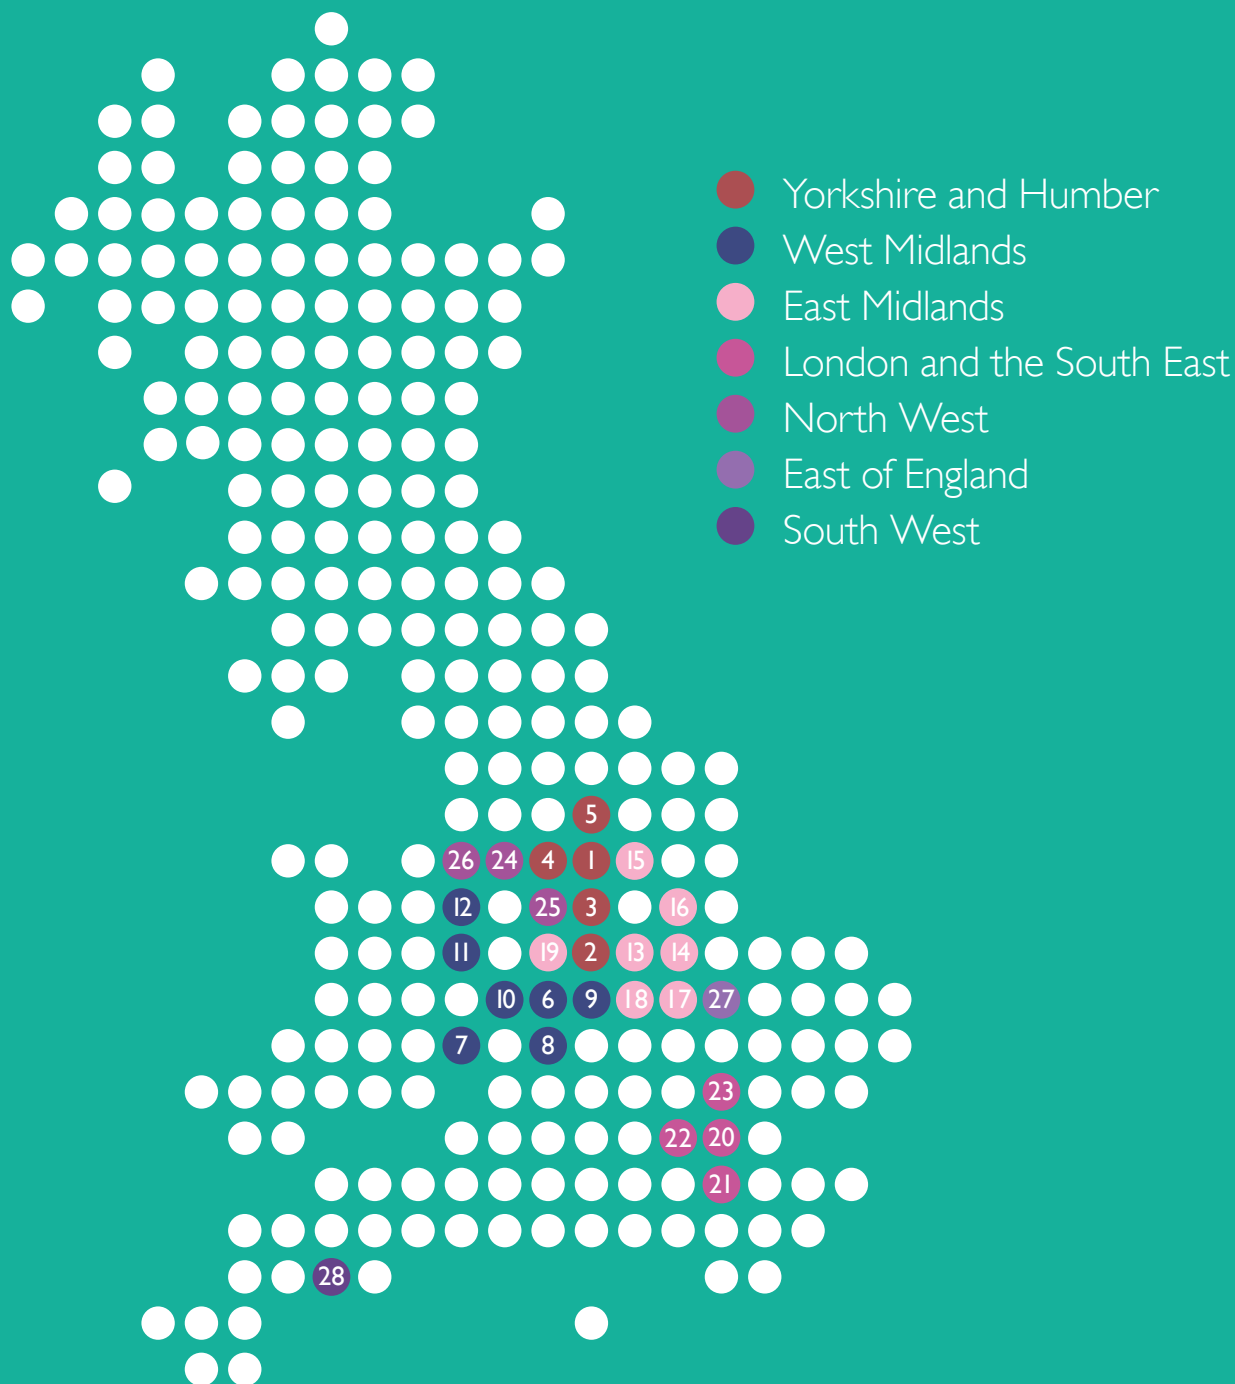 Yorkshire and Humber
West Midlands
East Midlands
London and the South East
North West
East of England
South West
5
26 24 4 1 15
12 25 3 16
11 19 2 13 14
10 6 9 18 17 27
7 8
23
22 20
21
28